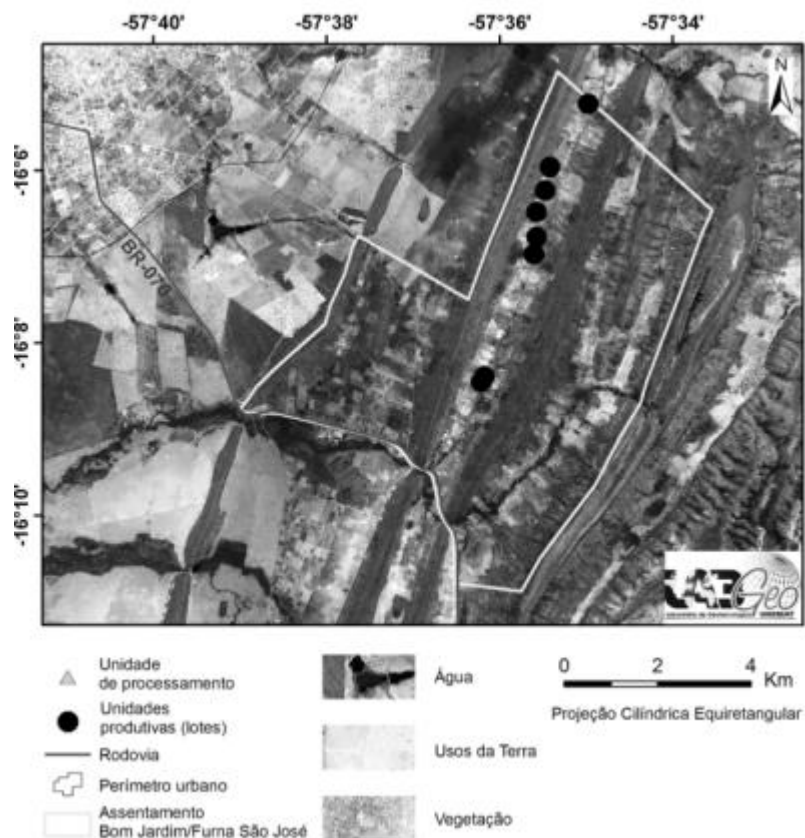 -57°40' -57°38' -57°36' -57°34'
N
-16°6'
BR-070
-16°8'
-16°10'
Geo
UNEMAT
Unidade
de processamento
Unidades
produtivas (lotes)
Rodovia
Perímetro urbano
Assentamento
Bom Jardim/Furna São José
Água
Usos da Terra
Vegetação
0 2 4
Km
Projeção Cilíndrica Equiretangular